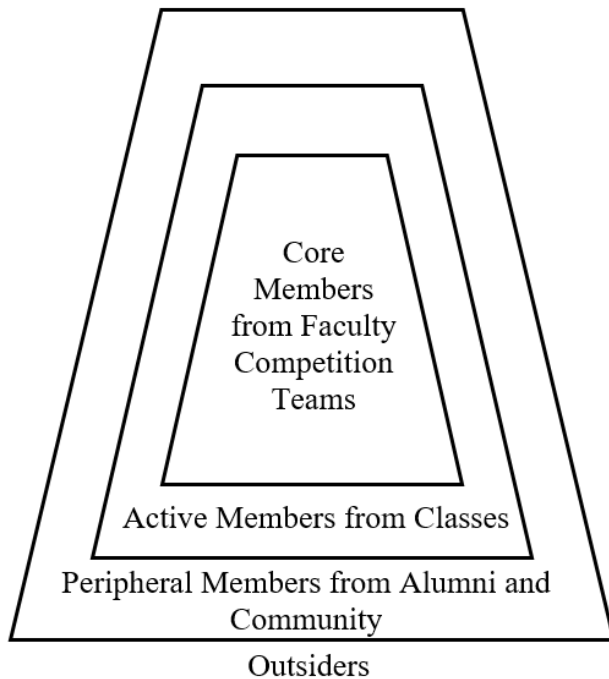 Core
Members
from Faculty
Competition
Teams
Active Members from Classes
Peripheral Members from Alumni and
Community
Outsiders